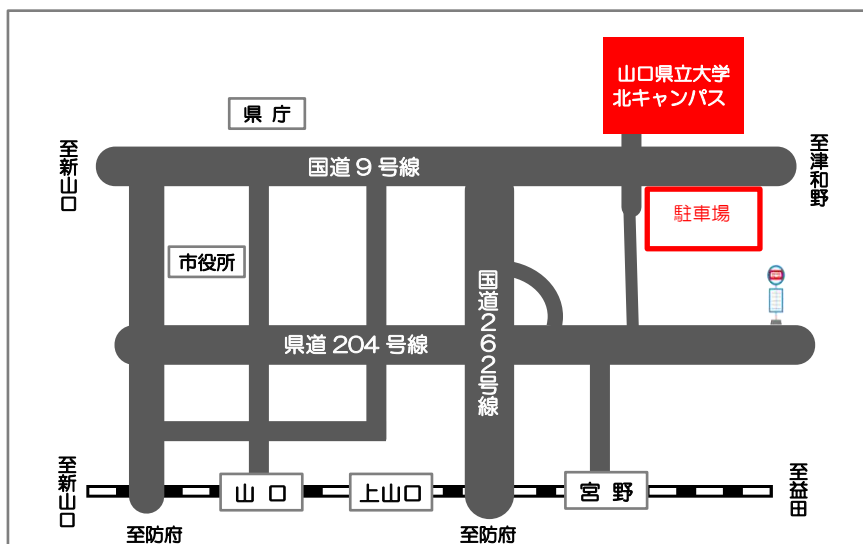 山口県立大学
北キャンパス
県庁
至新山口
国道9号線
至津和野
駐車場
市役所
国道262号線
県道204号線
至新山口
山口
上山口
宮野
至益田
至防府
至防府